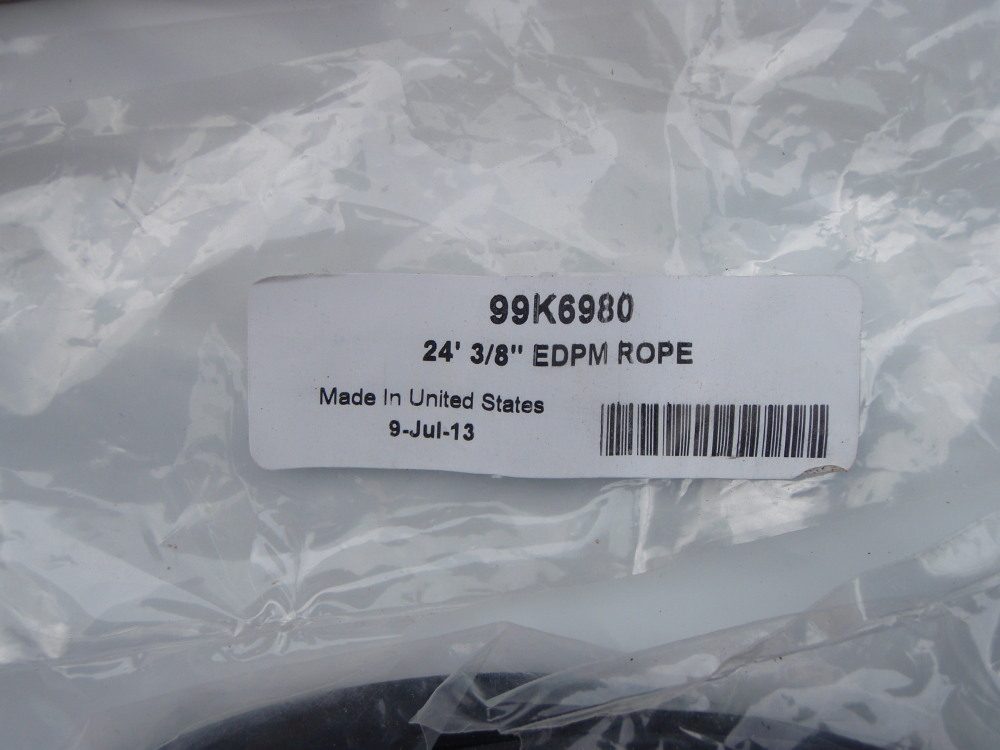 99K6980
24' 3/8" EDPM ROPE
Made In United States
9-Jul-13